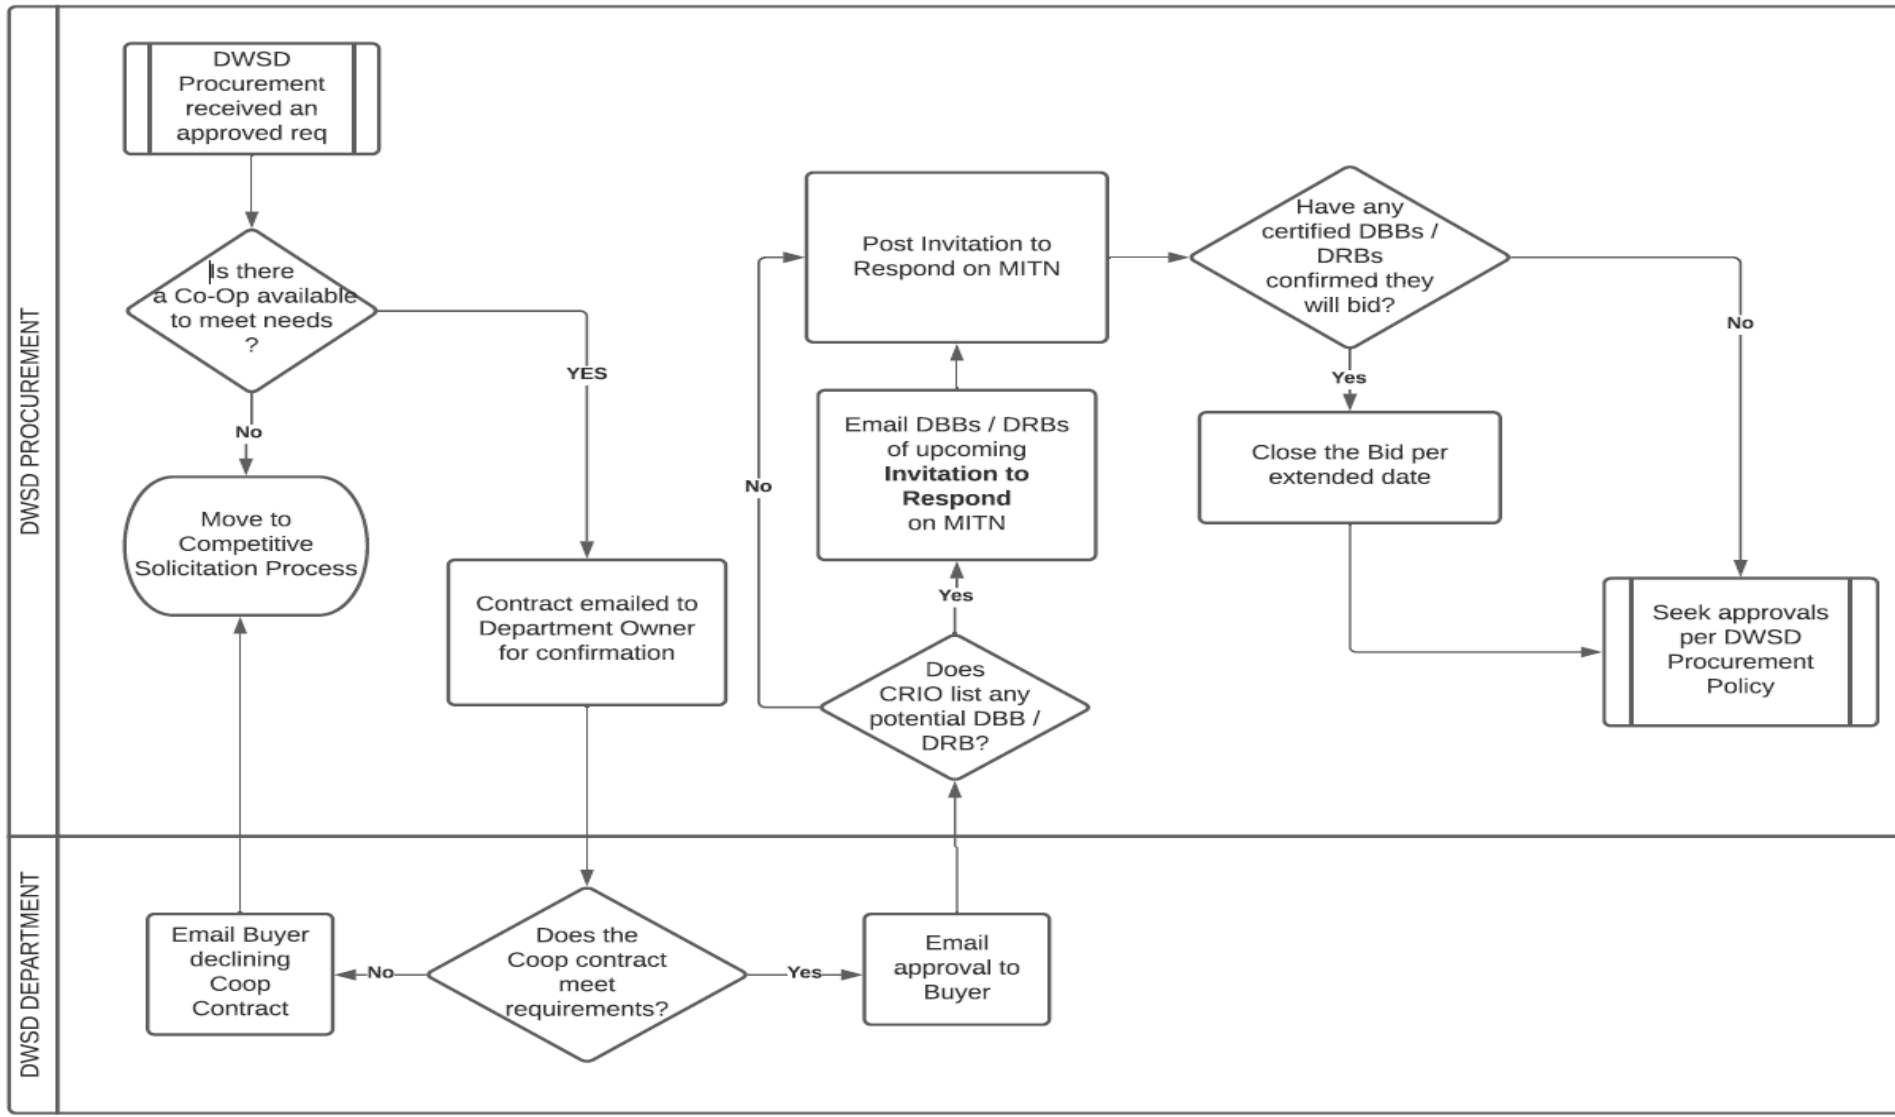 DWSD PROCUREMENT
DWSD
Procurement
received an
approved req
Is there
a Co-Op available
to meet needs
?
YES
No
Move to
Competitive
Solicitation Process
Contract emailed to
Department Owner
for confirmation
Post Invitation to
Respond on MITN
No
Email DBBs / DRBs
of upcoming
Invitation to
Respond
on MITN
Yes
Does
CRIO list any
potential DBB /
DRB?
Have any
certified DBBs /
DRBs
confirmed they
will bid?
No
Yes
Close the Bid per
extended date
Seek approvals
per DWSD
Procurement
Policy
DWSD DEPARTMENT
Email Buyer
declining
Coop
Contract
No
Does the
Coop contract
meet
requirements?
Yes
Email
approval to
Buyer